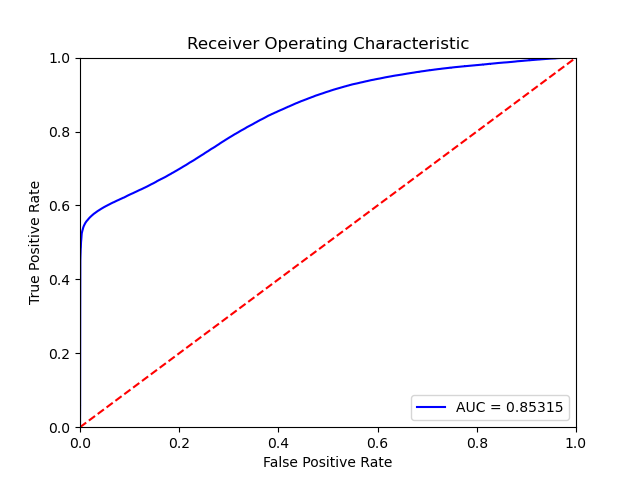 Receiver Operating Characteristic
True Positive Rate
1.0
0.8
0.6
0.4
0.2
0.0
0.0 0.2 0.4 0.6 0.8 1.0
False Positive Rate
AUC = 0.85315